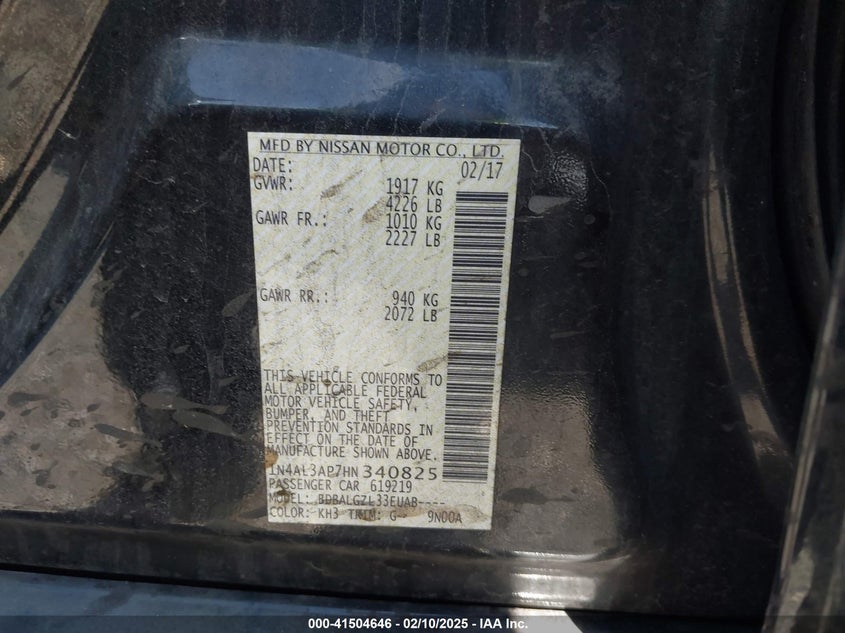 MFD BY NISSAN MOTOR CO., LTD.
DATE: 02/17
GVWR: 1917 KG
4226 LB
GAWR FR.: 1010 KG
2227 LB
GAWR RR.: 940 KG
2072 LB
THIS VEHICLE CONFORMS TO
ALL APPLICABLE FEDERAL
MOTOR VEHICLE SAFETY,
BUMPER, AND THEFT
PREVENTION STANDARDS IN
EFFECT ON THE DATE OF
MANUFACTURE SHOWN ABOVE.
1N4AL3AP7HN 340825
PASSENGER CAR 619219
MODEL: BDBALGZL33EUAB----
COLOR: KH3 TRIM: G- 9N00A
000-41504646 - 02/10/2025 - IAA Inc.